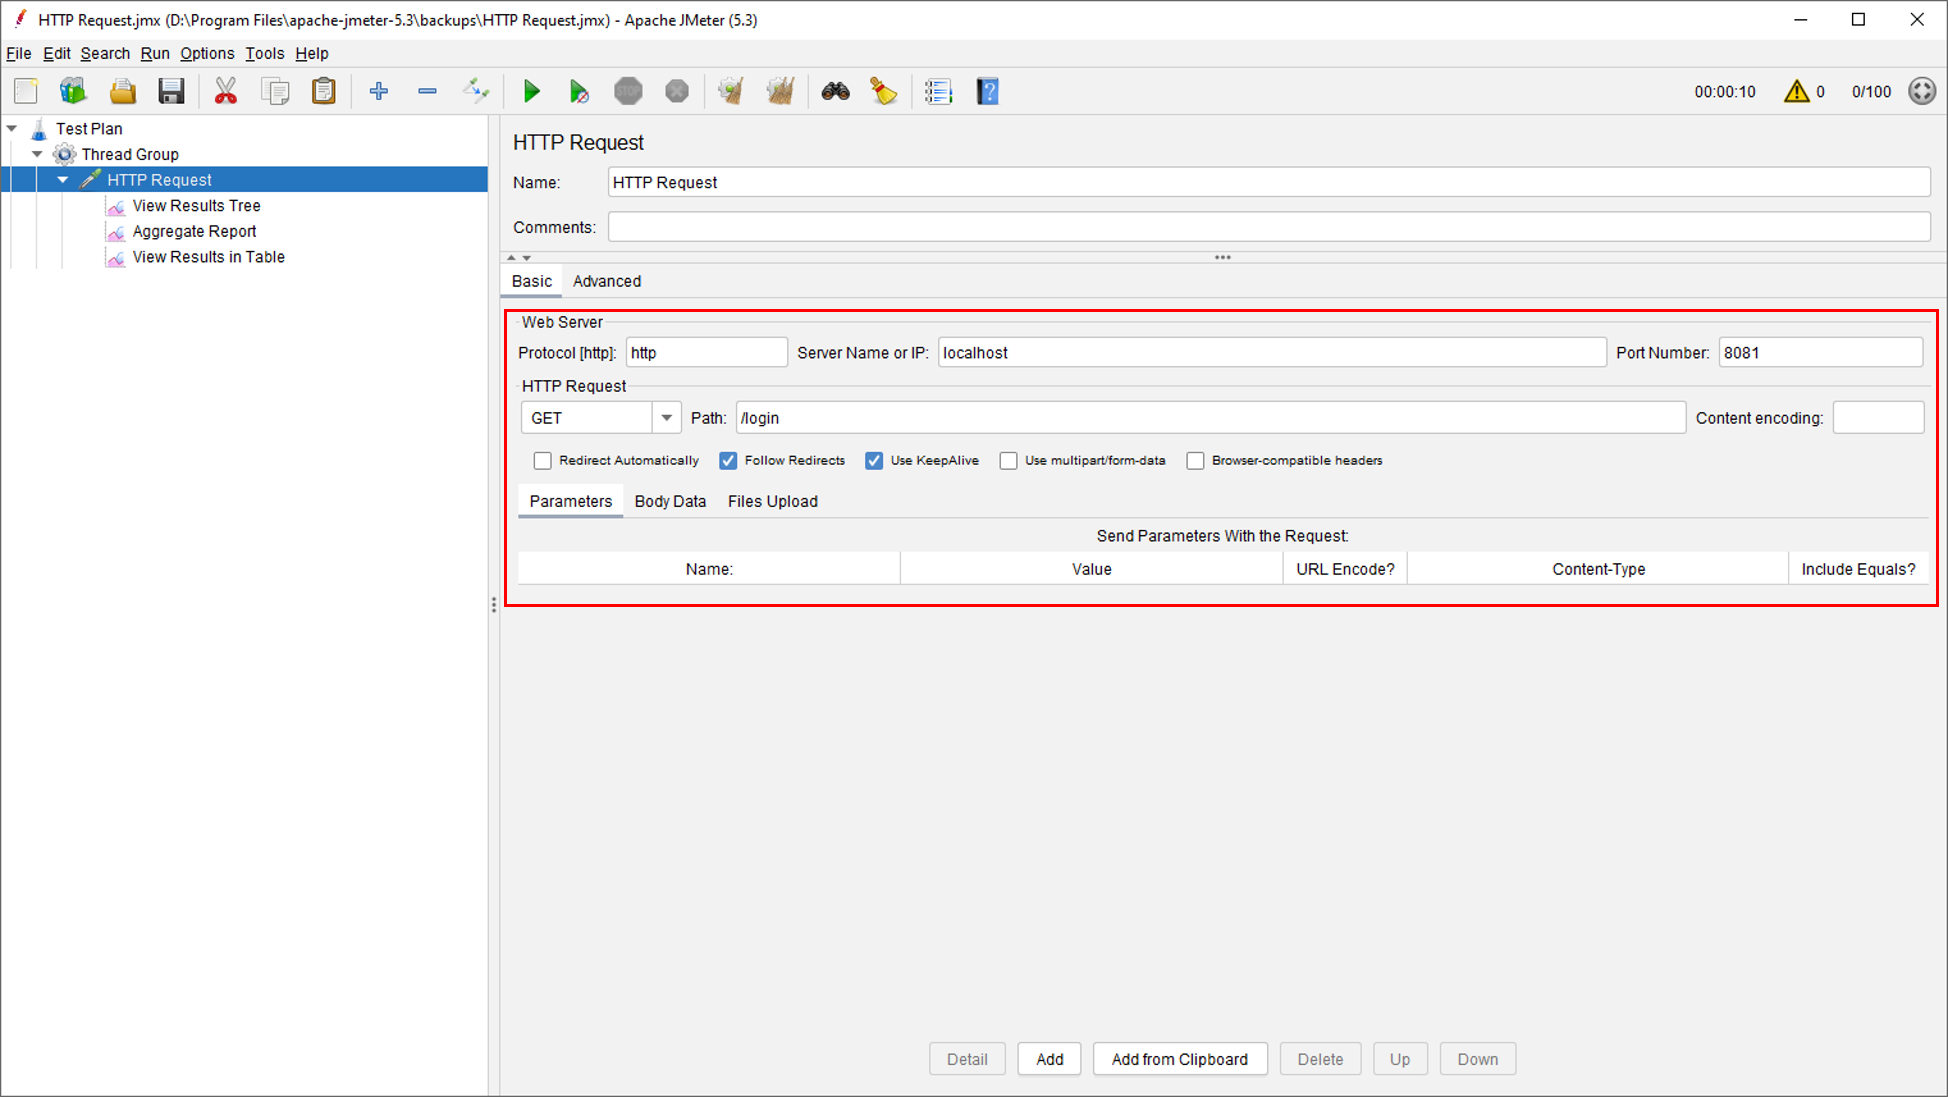 HTTP Request.jmx (D:\Program Files\apache-jmeter-5.3\backups\HTTP Request.jmx) - Apache JMeter (5.3)
File Edit Search Run Options Tools Help
STOP ? 00:00:10 0 0/100
Test Plan
Thread Group
HTTP Request
View Results Tree
Aggregate Report
View Results in Table
HTTP Request
Name: HTTP Request
Comments:
Basic Advanced
Web Server
Protocol [http]: http Server Name or IP: localhost Port Number: 8081
HTTP Request
GET Path: /login Content encoding:
Redirect Automatically Follow Redirects Use KeepAlive Use multipart/form-data Browser-compatible headers
Parameters Body Data Files Upload
Send Parameters With the Request:
Name: Value URL Encode? Content-Type Include Equals?
Detail Add Add from Clipboard Delete Up Down